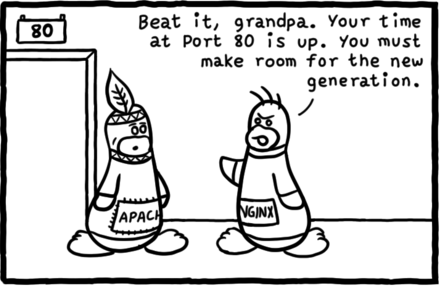 80
Beat it, grandpa. Your time
at Port 80 is up. You must
make room for the new
generation.
APACH
NGINX